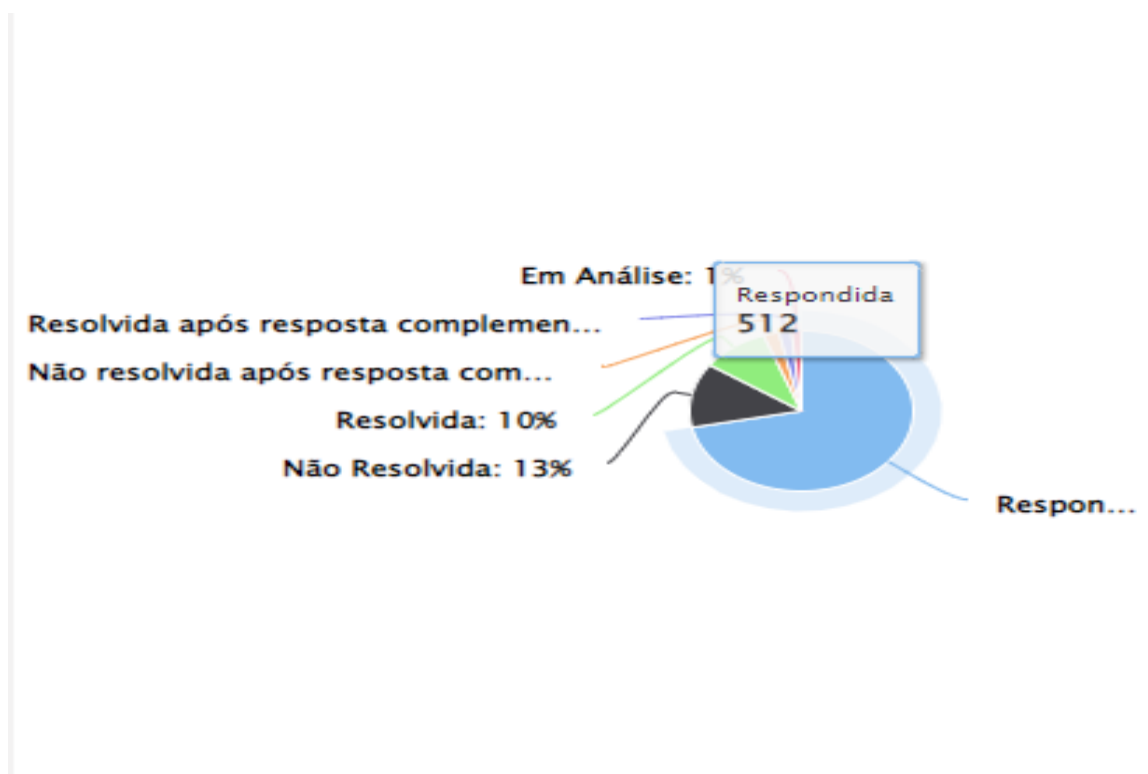 Em Análise: 1%
Respondida
512
Resolvida após resposta complemen...
Não resolvida após resposta com...
Resolvida: 10%
Não Resolvida: 13%
Respon...